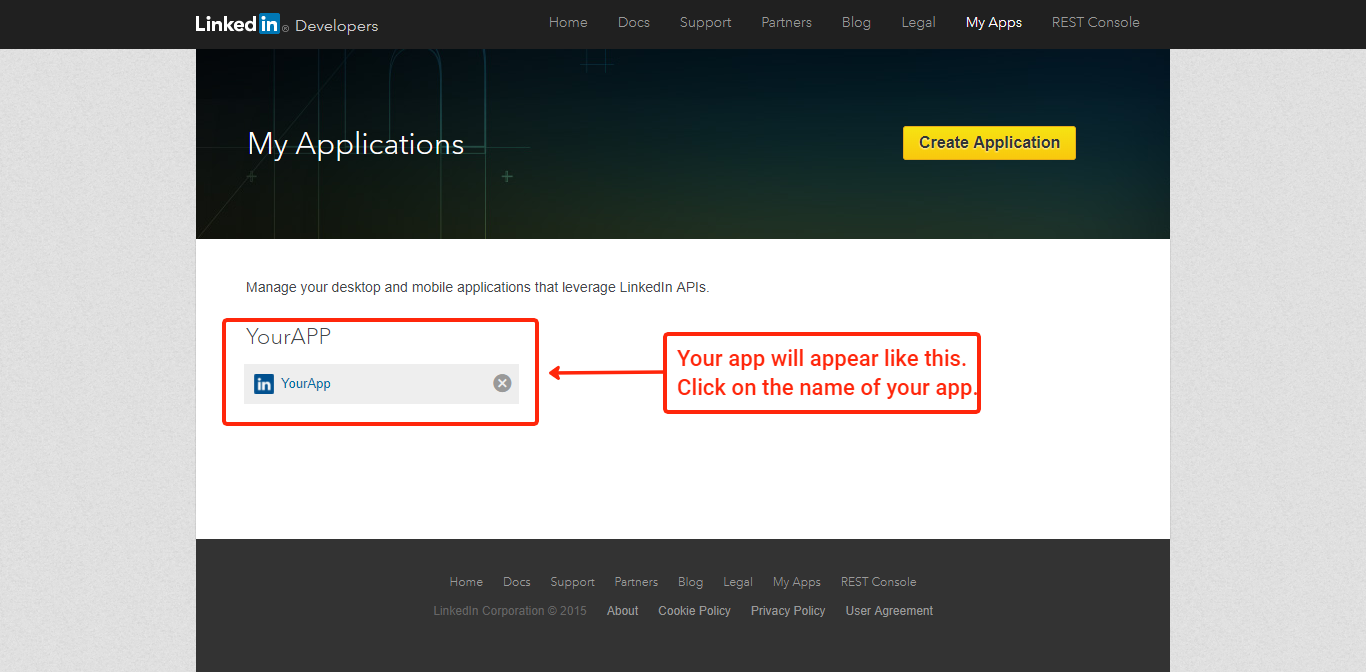 Linked in ® Developers Home Docs Support Partners Blog Legal My Apps REST Console
My Applications
Create Application
Manage your desktop and mobile applications that leverage LinkedIn APIs.
YourAPP
in YourApp
Your app will appear like this.
Click on the name of your app.
Home Docs Support Partners Blog Legal My Apps REST Console
LinkedIn Corporation © 2015 About Cookie Policy Privacy Policy User Agreement